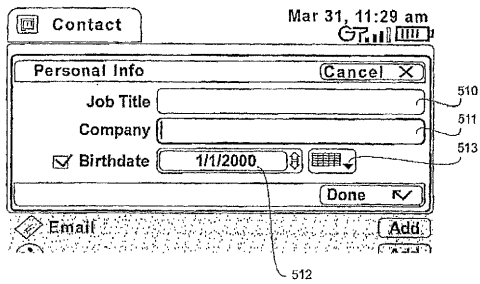 Contact Mar 31, 11:29 am
Personal Info Cancel
Job Title 510
Company 511
Birthdate 1/1/2000 513
Done
Email Add
512